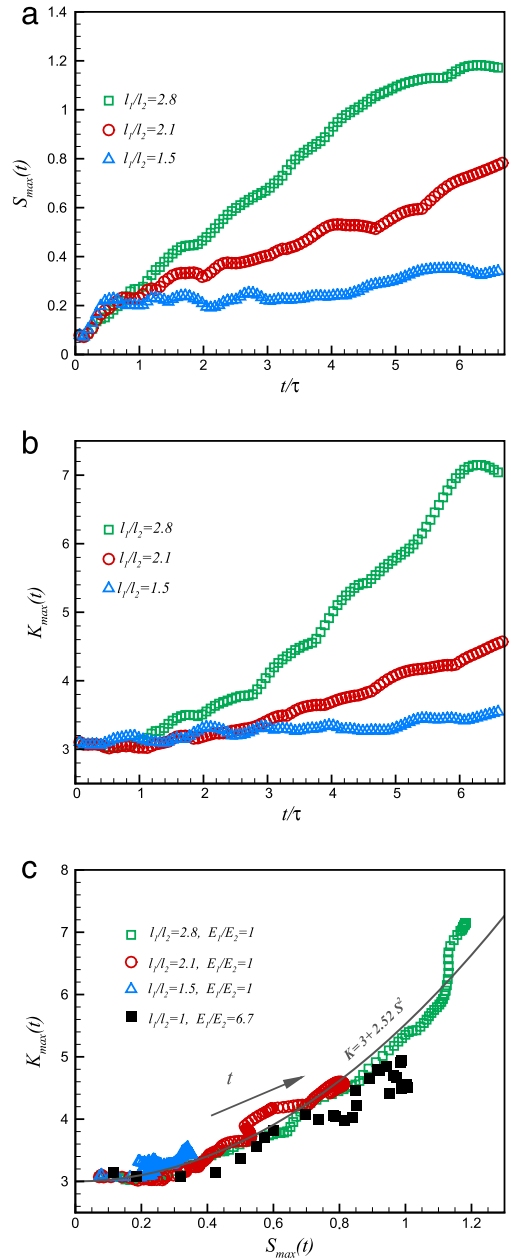 a
1.4
1.2
1
0.8
0.6
0.4
0.2
0
S_max(t)
l_1/l_2=2.8
l_1/l_2=2.1
l_1/l_2=1.5
0 1 2 3 4 5 6
t/τ
b
7
6
5
4
3
K_max(t)
l_1/l_2=2.8
l_1/l_2=2.1
l_1/l_2=1.5
0 1 2 3 4 5 6
t/τ
c
8
7
6
5
4
3
K_max(t)
l_1/l_2=2.8, E_1/E_2=1
l_1/l_2=2.1, E_1/E_2=1
l_1/l_2=1.5, E_1/E_2=1
l_1/l_2=1, E_1/E_2=6.7
t
K=3+2.52 S^2
0 0.2 0.4 0.6 0.8 1 1.2
S_max(t)